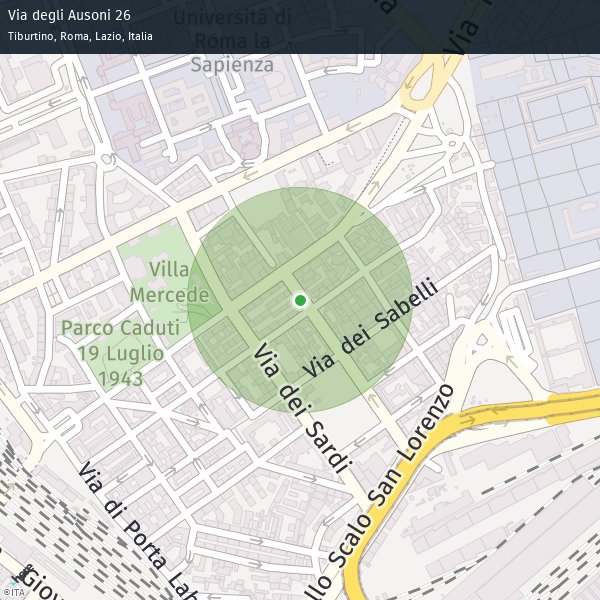 Via degli Ausoni 26
Tiburtino, Roma, Lazio, Italia
Università di
Roma la
Sapienza
Villa
Mercede
Parco Caduti
19 Luglio
1943
Via dei Sabelli
Via dei Sardi
Via di Porta Lab
llo Scalo San Lorenzo
Giov
©ITA